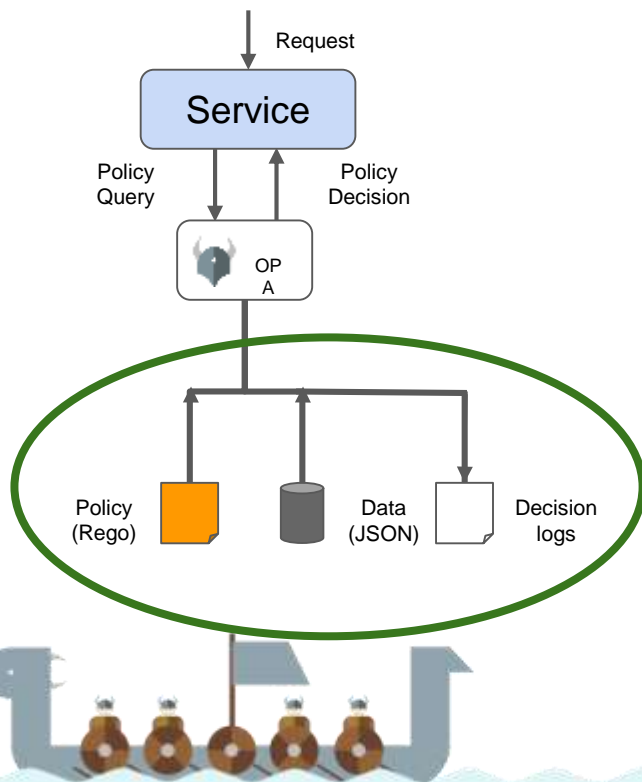 Request
Service
Policy
Query
Policy
Decision
OP
A
Policy
(Rego)
Data
(JSON)
Decision
logs